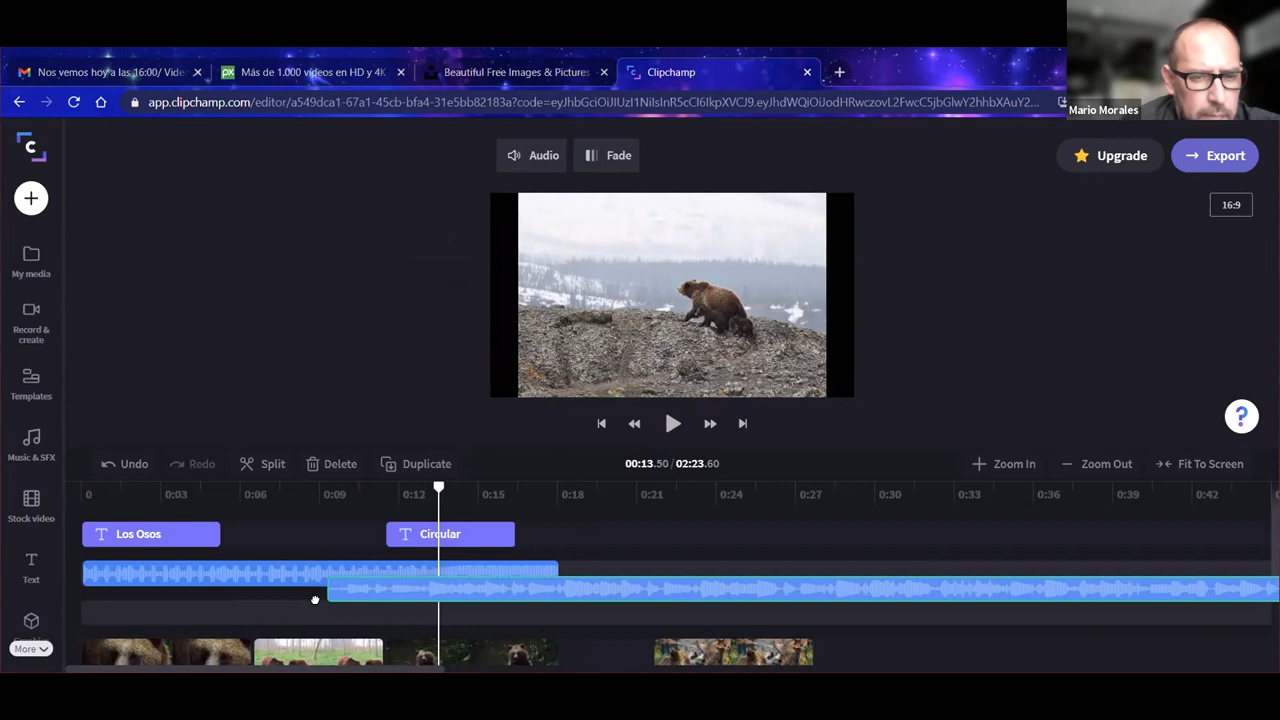 Nos vemos hoy a las 16:00/ Vide
Más de 1.000 vídeos en HD y 4K
Beautiful Free Images & Pictures
Clipchamp
app.clipchamp.com/editor/a549dca1-67a1-45cb-bfa4-31e5bb82183a?code=eyJhbGciOiJIUzI1NiIsInR5cCI6IkpXVCJ9.eyJhdWQiOiJodHRwczovL2FwcC5jbGlwY2hhbXAuY2...
Mario Morales
Audio
Fade
Upgrade
Export
16:9
My media
Record &
create
Templates
Music & SFX
Stock video
Text
More
Undo
Redo
Split
Delete
Duplicate
00:13.50 / 02:23.60
Zoom In
Zoom Out
Fit To Screen
0 0:03 0:06 0:09 0:12 0:15 0:18 0:21 0:24 0:27 0:30 0:33 0:36 0:39 0:42
T Los Osos
T Circular